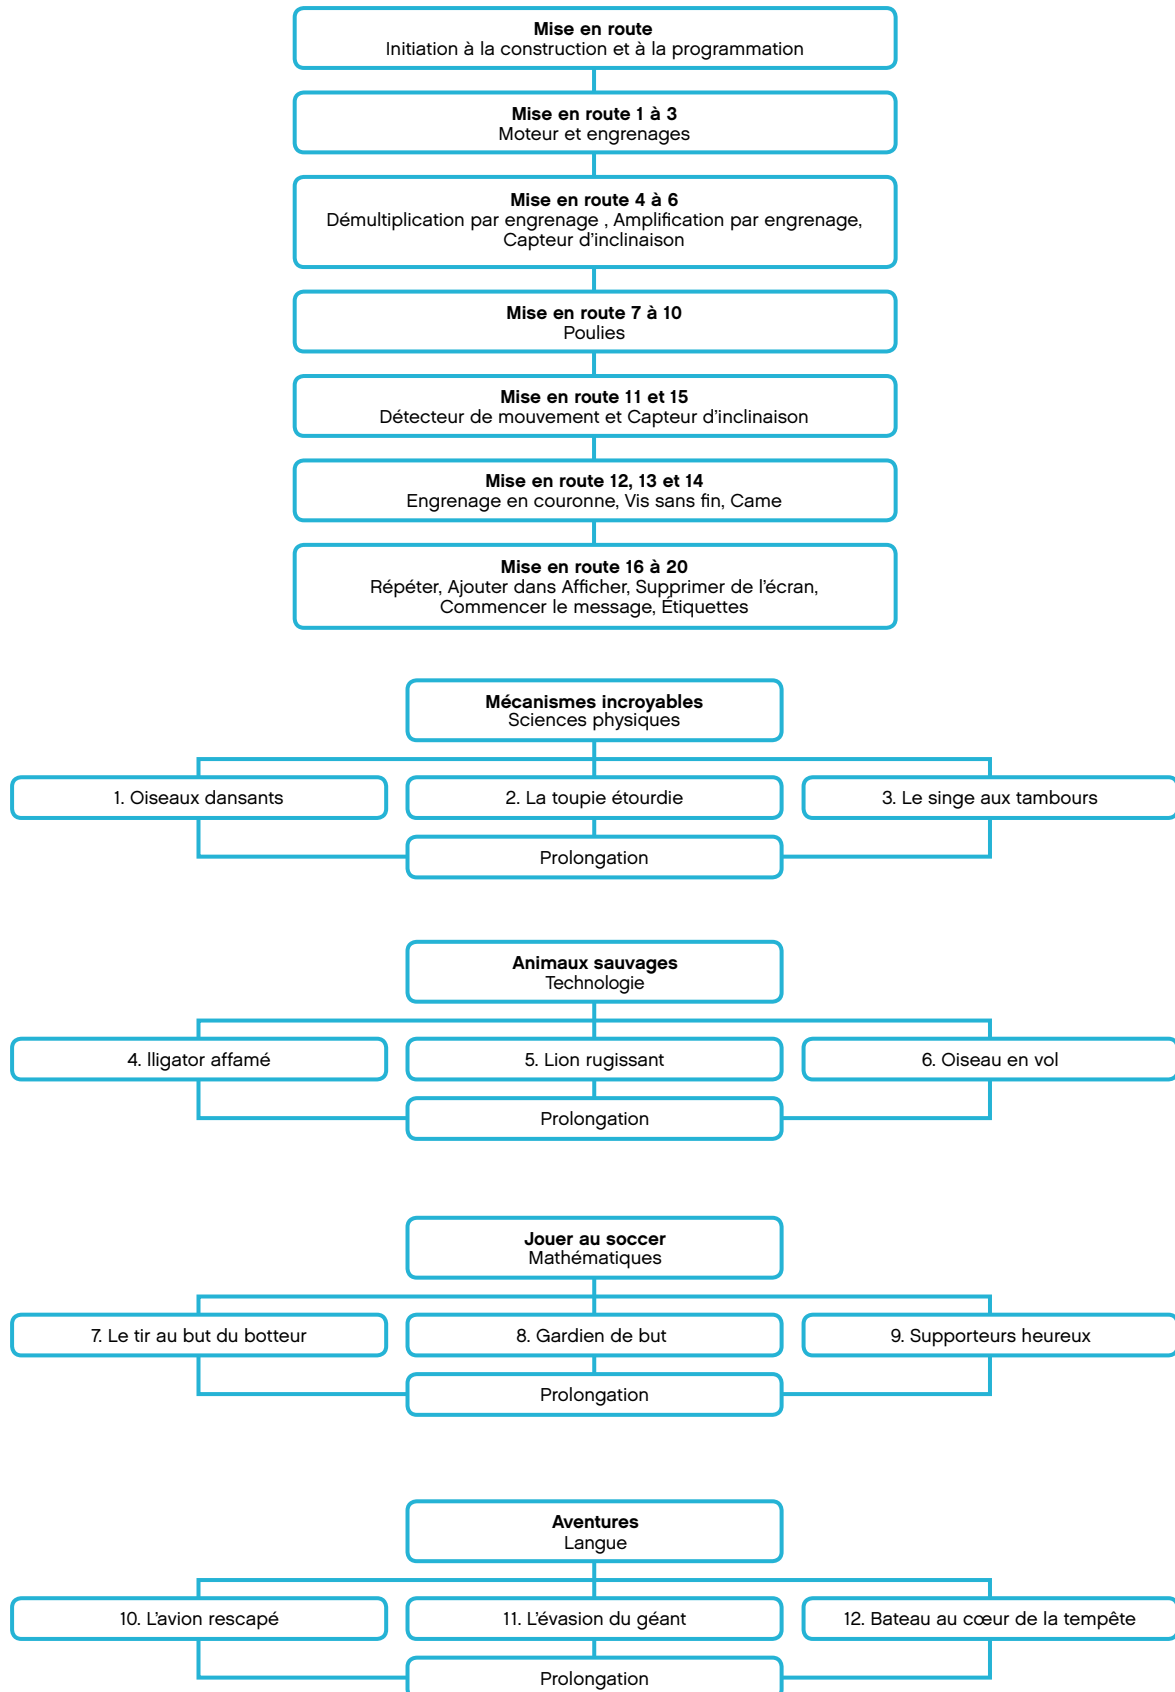 Mise en route
Initiation à la construction et à la programmation
Mise en route 1 à 3
Moteur et engrenages
Mise en route 4 à 6
Démultiplication par engrenage , Amplification par engrenage,
Capteur d'inclinaison
Mise en route 7 à 10
Poulies
Mise en route 11 et 15
Détecteur de mouvement et Capteur d'inclinaison
Mise en route 12, 13 et 14
Engrenage en couronne, Vis sans fin, Came
Mise en route 16 à 20
Répéter, Ajouter dans Afficher, Supprimer de l'écran,
Commencer le message, Étiquettes
Mécanismes incroyables
Sciences physiques
1. Oiseaux dansants
2. La toupie étourdie
3. Le singe aux tambours
Prolongation
Animaux sauvages
Technologie
4. lligator affamé
5. Lion rugissant
6. Oiseau en vol
Prolongation
Jouer au soccer
Mathématiques
7. Le tir au but du botteur
8. Gardien de but
9. Supporteurs heureux
Prolongation
Aventures
Langue
10. L'avion rescapé
11. L'évasion du géant
12. Bateau au cœur de la tempête
Prolongation